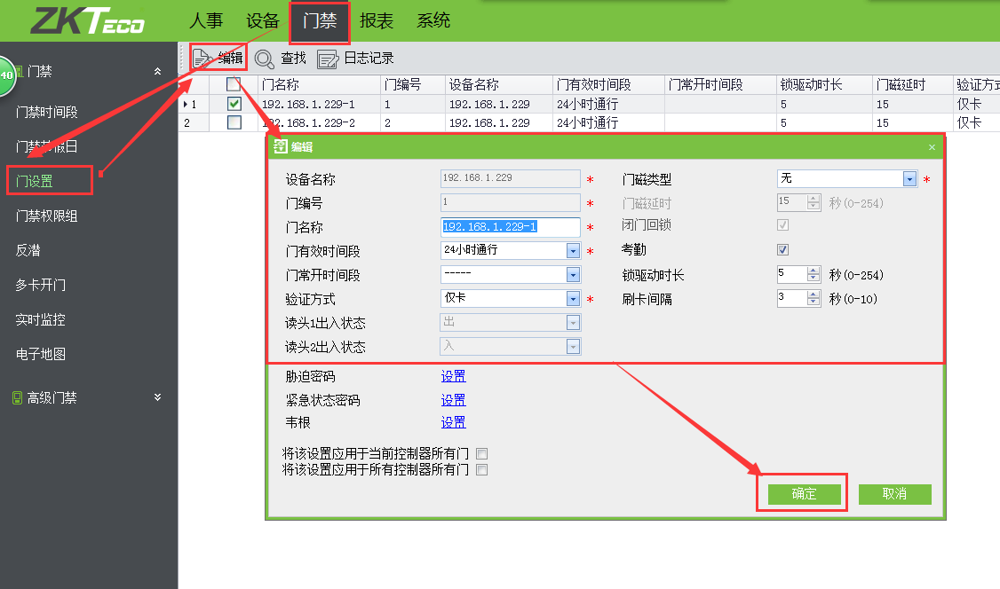 ZKTECO
人事 设备 门禁 报表 系统
40
门禁
门禁时间段
门禁节假日
门设置
门禁权限组
反潜
多卡开门
实时监控
电子地图
高级门禁
编辑 查找 日志记录
门名称 门编号 设备名称 门有效时间段 门常开时间段 锁驱动时长 门磁延时 验证方式
1 192.168.1.229-1 1 192.168.1.229 24小时通行 5 15 仅卡
2 192.168.1.229-2 2 192.168.1.229 24小时通行 5 15 仅卡
编辑 ×
设备名称 192.168.1.229 * 门磁类型 无 *
门编号 1 * 门磁延时 15 秒(0-254)
门名称 192.168.1.229-1 * 闭门回锁
门有效时间段 24小时通行 * 考勤
门常开时间段 ----- 锁驱动时长 5 秒(0-254)
验证方式 仅卡 * 刷卡间隔 3 秒(0-10)
读头1出入状态 出
读头2出入状态 入
胁迫密码 设置
紧急状态密码 设置
韦根 设置
将该设置应用于当前控制器所有门
将该设置应用于所有控制器所有门
确定 取消